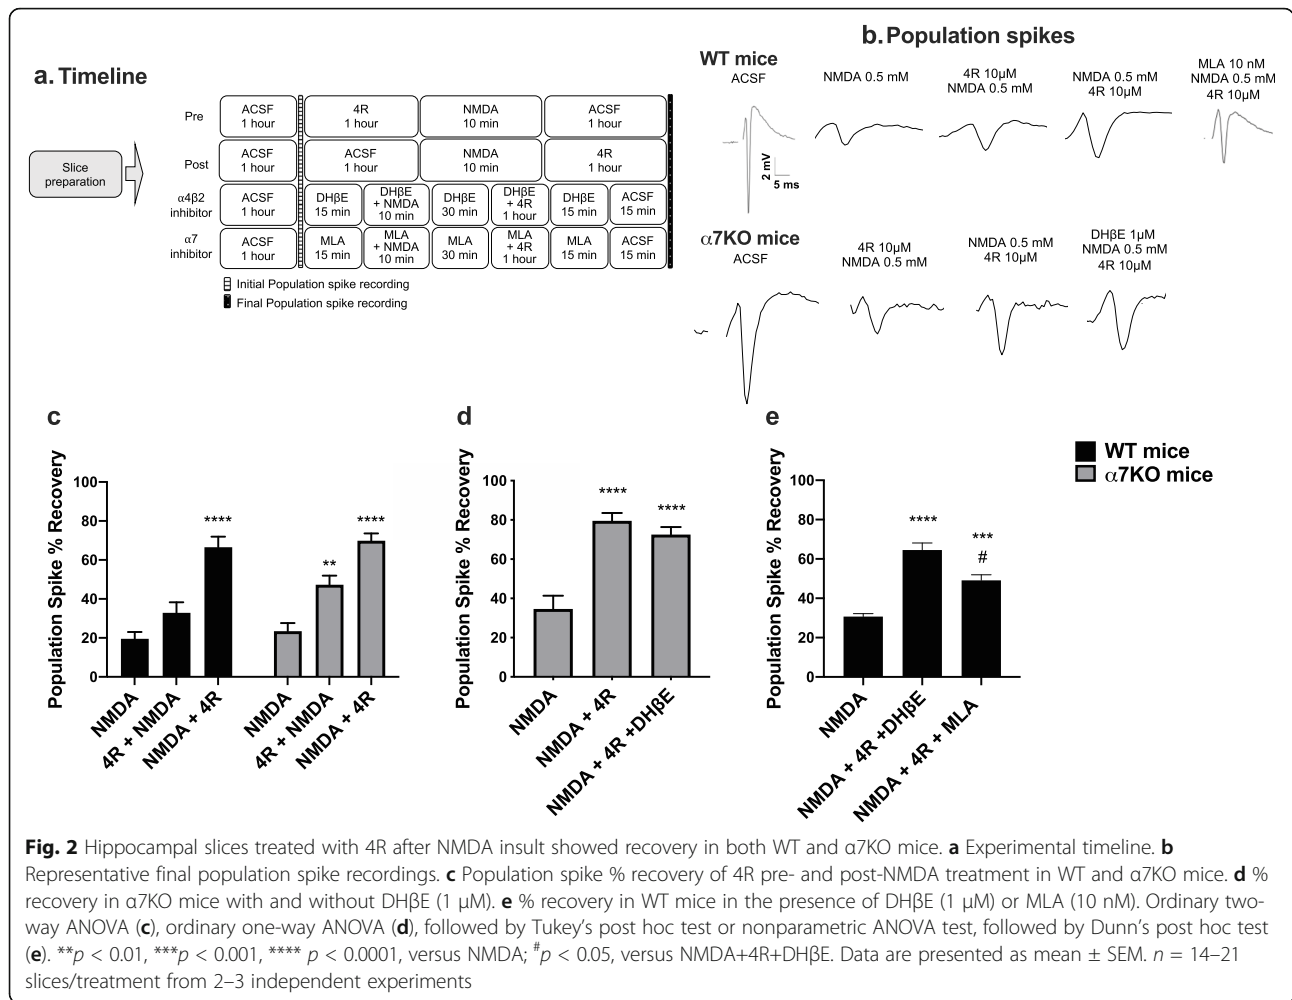 a. Timeline
Slice
preparation
Pre
ACSF
1 hour
4R
1 hour
NMDA
10 min
ACSF
1 hour
Post
ACSF
1 hour
ACSF
1 hour
NMDA
10 min
4R
1 hour
α4β2
inhibitor
ACSF
1 hour
DHβE
15 min
DHβE
+ NMDA
10 min
DHβE
30 min
DHβE
+ 4R
1 hour
DHβE
15 min
ACSF
15 min
α7
inhibitor
ACSF
1 hour
MLA
15 min
MLA
+ NMDA
10 min
MLA
30 min
MLA
+ 4R
1 hour
MLA
15 min
ACSF
15 min
Initial Population spike recording
Final Population spike recording
b. Population spikes
WT mice
ACSF
NMDA 0.5 mM
4R 10μM
NMDA 0.5 mM
NMDA 0.5 mM
4R 10μM
MLA 10 nM
NMDA 0.5 mM
4R 10μM
2 mV
5 ms
α7KO mice
ACSF
4R 10μM
NMDA 0.5 mM
NMDA 0.5 mM
4R 10μM
DHβE 1μM
NMDA 0.5 mM
4R 10μM
c
Population Spike % Recovery
100
80
60
40
20
0
****
**
****
NMDA
4R + NMDA
NMDA + 4R
NMDA
4R + NMDA
NMDA + 4R
d
Population Spike % Recovery
100
80
60
40
20
0
****
****
NMDA
NMDA + 4R
NMDA + 4R +DHβE
e
Population Spike % Recovery
100
80
60
40
20
0
****
***
#
NMDA
NMDA + 4R +DHβE
NMDA + 4R + MLA
WT mice
α7KO mice
Fig. 2 Hippocampal slices treated with 4R after NMDA insult showed recovery in both WT and α7KO mice. a Experimental timeline. b
Representative final population spike recordings. c Population spike % recovery of 4R pre- and post-NMDA treatment in WT and α7KO mice. d %
recovery in α7KO mice with and without DHβE (1 μM). e % recovery in WT mice in the presence of DHβE (1 μM) or MLA (10 nM). Ordinary two-
way ANOVA (c), ordinary one-way ANOVA (d), followed by Tukey's post hoc test or nonparametric ANOVA test, followed by Dunn's post hoc test
(e). **p < 0.01, ***p < 0.001, **** p < 0.0001, versus NMDA; #p < 0.05, versus NMDA+4R+DHβE. Data are presented as mean ± SEM. n = 14–21
slices/treatment from 2–3 independent experiments